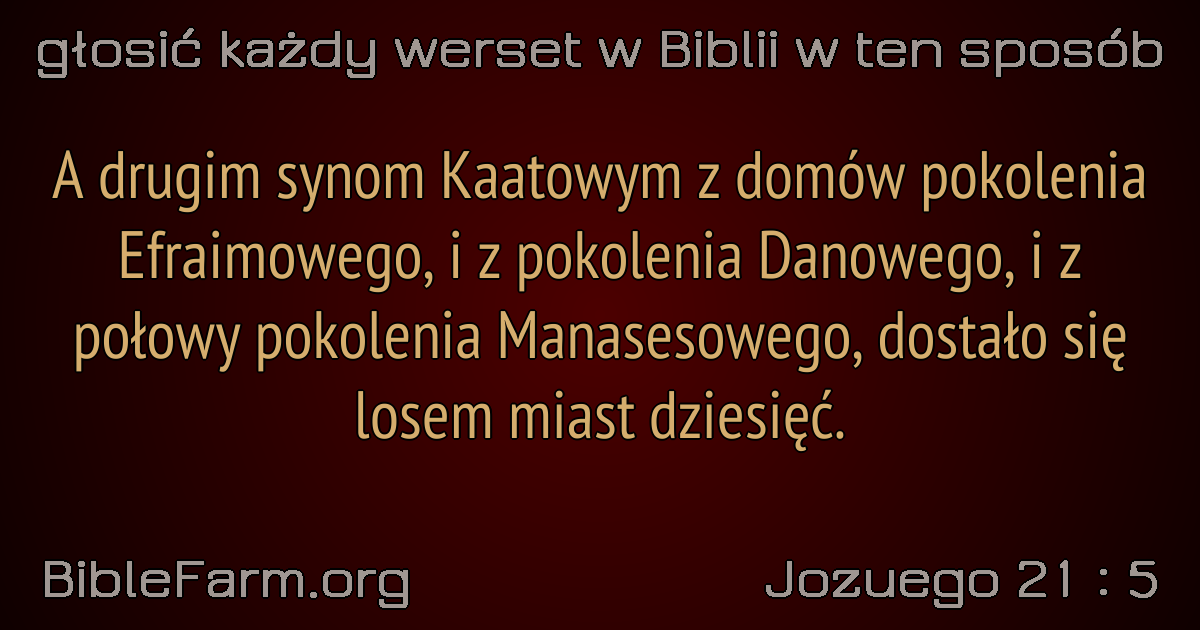 głosić każdy werset w Biblii w ten sposób
A drugim synom Kaatowym z domów pokolenia
Efraimowego, i z pokolenia Danowego, i z
połowy pokolenia Manasesowego, dostało się
losem miast dziesięć.
BibleFarm.org
Jozuego 21 : 5